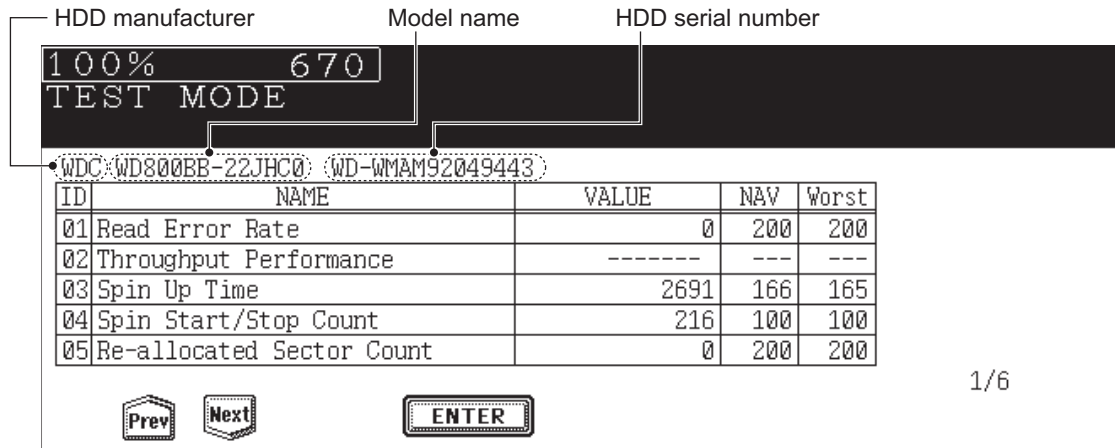 HDD manufacturer Model name HDD serial number
100% 670
TEST MODE
WDC WD800BB-22JHC0 WD-WMAM92049443
ID NAME VALUE NAV Worst
01 Read Error Rate 0 200 200
02 Throughput Performance ------- --- ---
03 Spin Up Time 2691 166 165
04 Spin Start/Stop Count 216 100 100
05 Re-allocated Sector Count 0 200 200
1/6
Prev Next ENTER